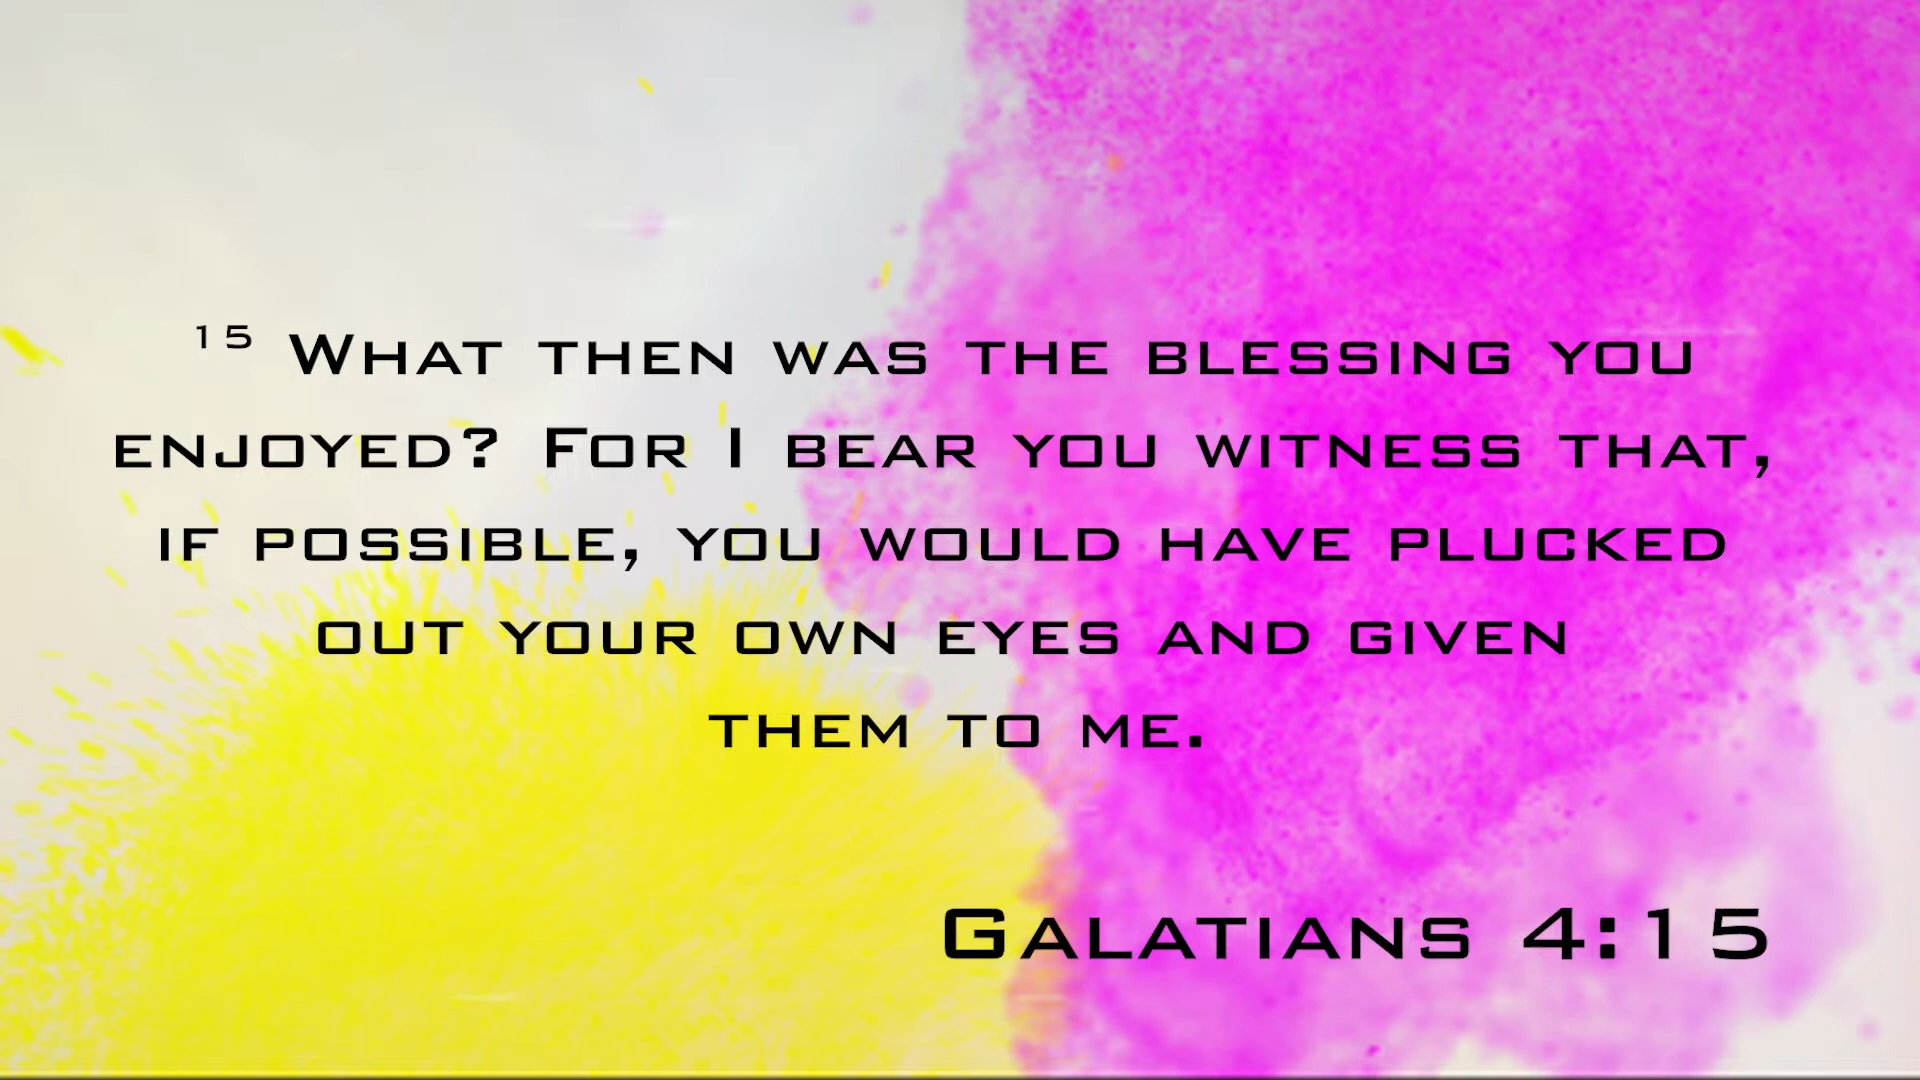 15 What then was the blessing you
enjoyed? For I bear you witness that,
if possible, you would have plucked
out your own eyes and given
them to me.
Galatians 4:15